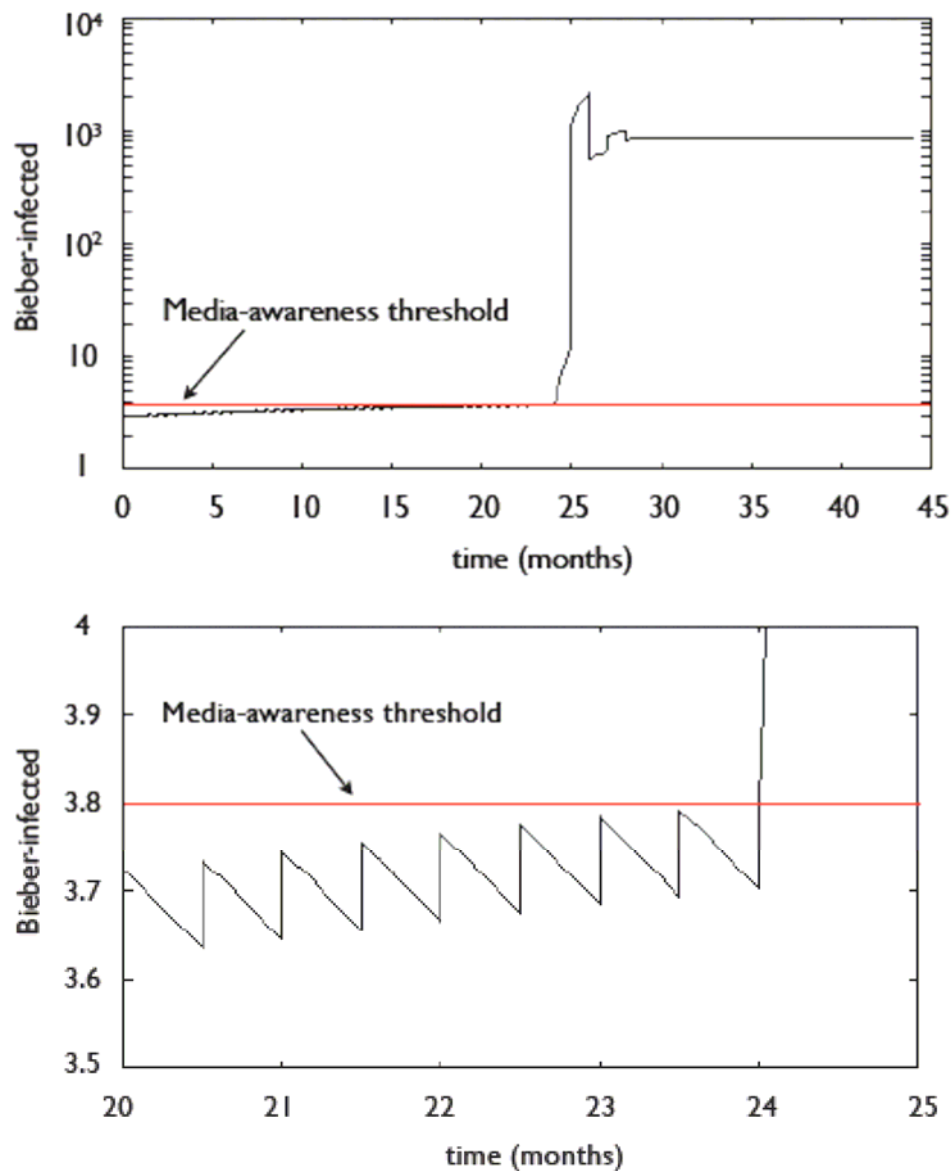 10⁴
10³
10²
10
1
Bieber-infected
Media-awareness threshold
0 5 10 15 20 25 30 35 40 45
time (months)
4
3.9
3.8
3.7
3.6
3.5
Bieber-infected
Media-awareness threshold
20 21 22 23 24 25
time (months)